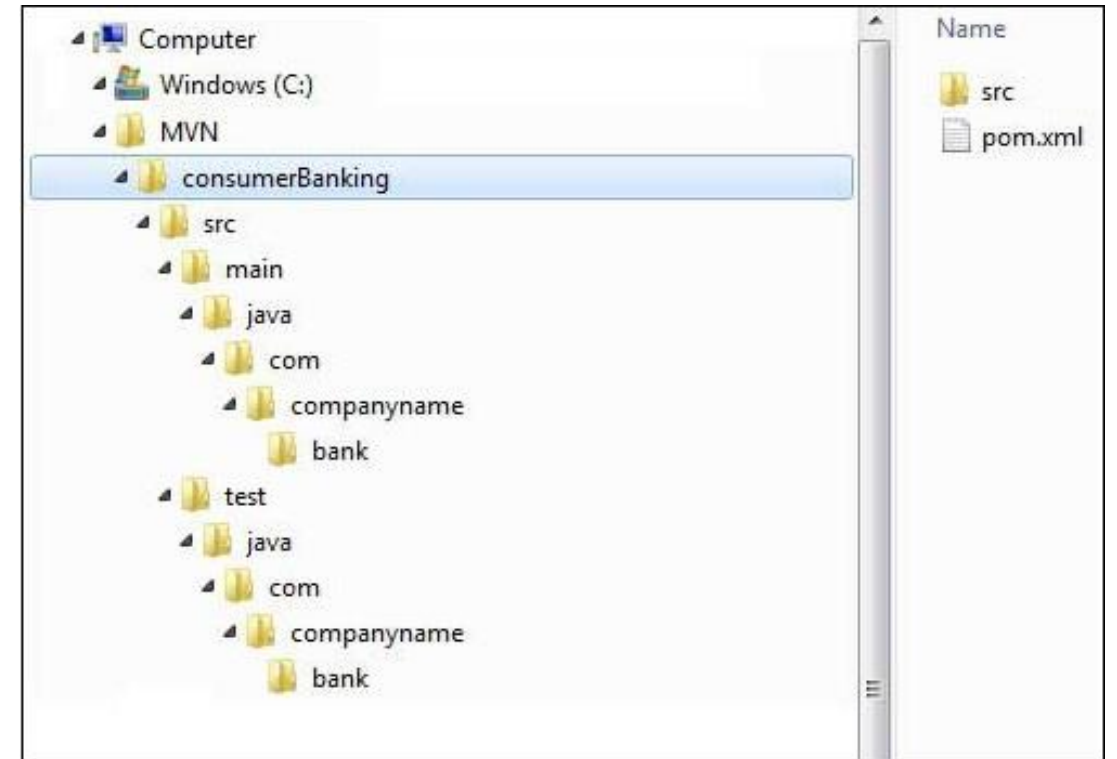 Computer
Windows (C:)
MVN
consumerBanking
src
main
java
com
companyname
bank
test
java
com
companyname
bank
Name
src
pom.xml